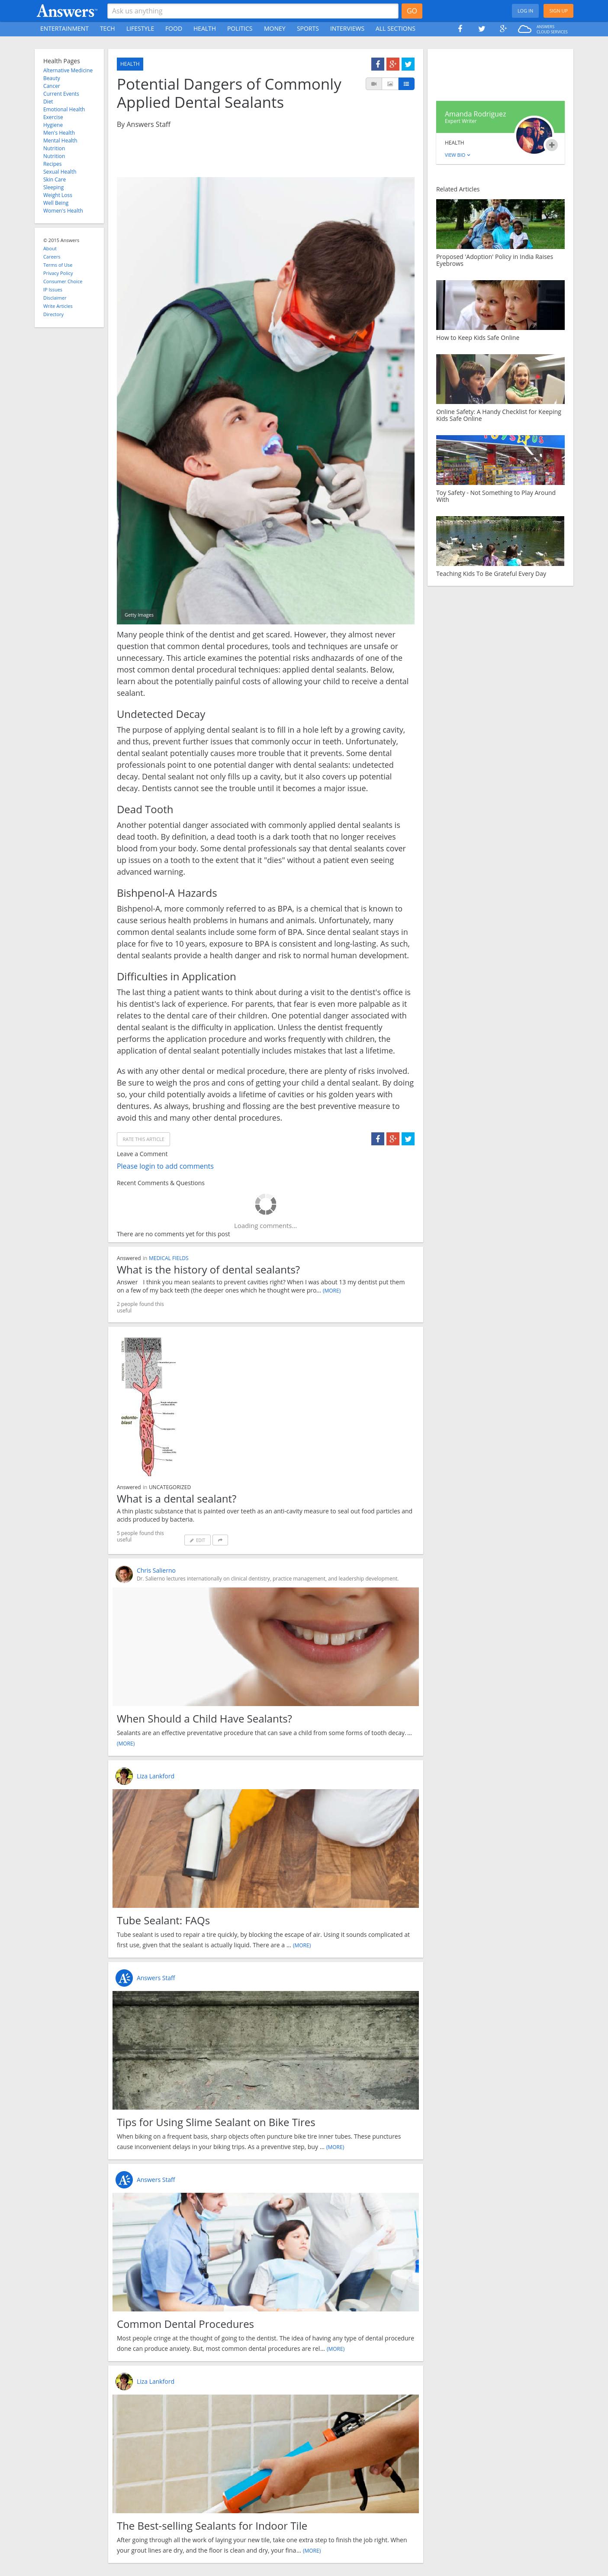 Answers
Ask us anything
GO
LOG IN
SIGN UP
ENTERTAINMENT TECH LIFESTYLE FOOD HEALTH POLITICS MONEY SPORTS INTERVIEWS ALL SECTIONS
ANSWERS
CLOUD SERVICES
Health Pages
Alternative Medicine
Beauty
Cancer
Current Events
Diet
Emotional Health
Exercise
Hygiene
Men's Health
Mental Health
Nutrition
Nutrition
Recipes
Sexual Health
Skin Care
Sleeping
Weight Loss
Well Being
Women's Health
© 2015 Answers
About
Careers
Terms of Use
Privacy Policy
Consumer Choice
IP Issues
Disclaimer
Write Articles
Directory
HEALTH
Potential Dangers of Commonly
Applied Dental Sealants
By Answers Staff
Getty Images
Many people think of the dentist and get scared. However, they almost never
question that common dental procedures, tools and techniques are unsafe or
unnecessary. This article examines the potential risks andhazards of one of the
most common dental procedural techniques: applied dental sealants. Below,
learn about the potentially painful costs of allowing your child to receive a dental
sealant.
Undetected Decay
The purpose of applying dental sealant is to fill in a hole left by a growing cavity,
and thus, prevent further issues that commonly occur in teeth. Unfortunately,
dental sealant potentially causes more trouble that it prevents. Some dental
professionals point to one potential danger with dental sealants: undetected
decay. Dental sealant not only fills up a cavity, but it also covers up potential
decay. Dentists cannot see the trouble until it becomes a major issue.
Dead Tooth
Another potential danger associated with commonly applied dental sealants is
dead tooth. By definition, a dead tooth is a dark tooth that no longer receives
blood from your body. Some dental professionals say that dental sealants cover
up issues on a tooth to the extent that it "dies" without a patient even seeing
advanced warning.
Bishpenol-A Hazards
Bishpenol-A, more commonly referred to as BPA, is a chemical that is known to
cause serious health problems in humans and animals. Unfortunately, many
common dental sealants include some form of BPA. Since dental sealant stays in
place for five to 10 years, exposure to BPA is consistent and long-lasting. As such,
dental sealants provide a health danger and risk to normal human development.
Difficulties in Application
The last thing a patient wants to think about during a visit to the dentist's office is
his dentist's lack of experience. For parents, that fear is even more palpable as it
relates to the dental care of their children. One potential danger associated with
dental sealant is the difficulty in application. Unless the dentist frequently
performs the application procedure and works frequently with children, the
application of dental sealant potentially includes mistakes that last a lifetime.
As with any other dental or medical procedure, there are plenty of risks involved.
Be sure to weigh the pros and cons of getting your child a dental sealant. By doing
so, your child potentially avoids a lifetime of cavities or his golden years with
dentures. As always, brushing and flossing are the best preventive measure to
avoid this and many other dental procedures.
RATE THIS ARTICLE
Leave a Comment
Please login to add comments
Recent Comments & Questions
Loading comments...
There are no comments yet for this post
Answered in MEDICAL FIELDS
What is the history of dental sealants?
Answer I think you mean sealants to prevent cavities right? When I was about 13 my dentist put them
on a few of my back teeth (the deeper ones which he thought were pro... (MORE)
2 people found this
useful
odonto-
blast
Answered in UNCATEGORIZED
What is a dental sealant?
A thin plastic substance that is painted over teeth as an anti-cavity measure to seal out food particles and
acids produced by bacteria.
5 people found this
useful
EDIT
Chris Salierno
Dr. Salierno lectures internationally on clinical dentistry, practice management, and leadership development.
When Should a Child Have Sealants?
Sealants are an effective preventative procedure that can save a child from some forms of tooth decay. ...
(MORE)
Liza Lankford
Tube Sealant: FAQs
Tube sealant is used to repair a tire quickly, by blocking the escape of air. Using it sounds complicated at
first use, given that the sealant is actually liquid. There are a ... (MORE)
Answers Staff
Tips for Using Slime Sealant on Bike Tires
When biking on a frequent basis, sharp objects often puncture bike tire inner tubes. These punctures
cause inconvenient delays in your biking trips. As a preventive step, buy ... (MORE)
Answers Staff
Common Dental Procedures
Most people cringe at the thought of going to the dentist. The idea of having any type of dental procedure
done can produce anxiety. But, most common dental procedures are rel... (MORE)
Liza Lankford
The Best-selling Sealants for Indoor Tile
After going through all the work of laying your new tile, take one extra step to finish the job right. When
your grout lines are dry, and the floor is clean and dry, your fina... (MORE)
Amanda Rodriguez
Expert Writer
HEALTH
VIEW BIO
Related Articles
Proposed 'Adoption' Policy in India Raises
Eyebrows
How to Keep Kids Safe Online
Online Safety: A Handy Checklist for Keeping
Kids Safe Online
Toy Safety - Not Something to Play Around
With
Teaching Kids To Be Grateful Every Day